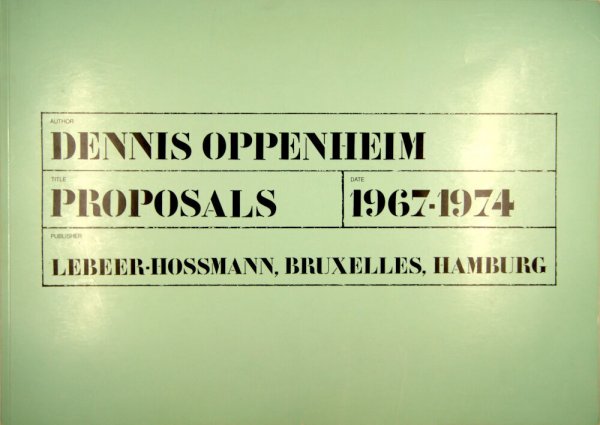 AUTHOR
DENNIS OPPENHEIM
TITLE
PROPOSALS
DATE
1967-1974
PUBLISHER
LEBEER-HOSSMANN, BRUXELLES, HAMBURG